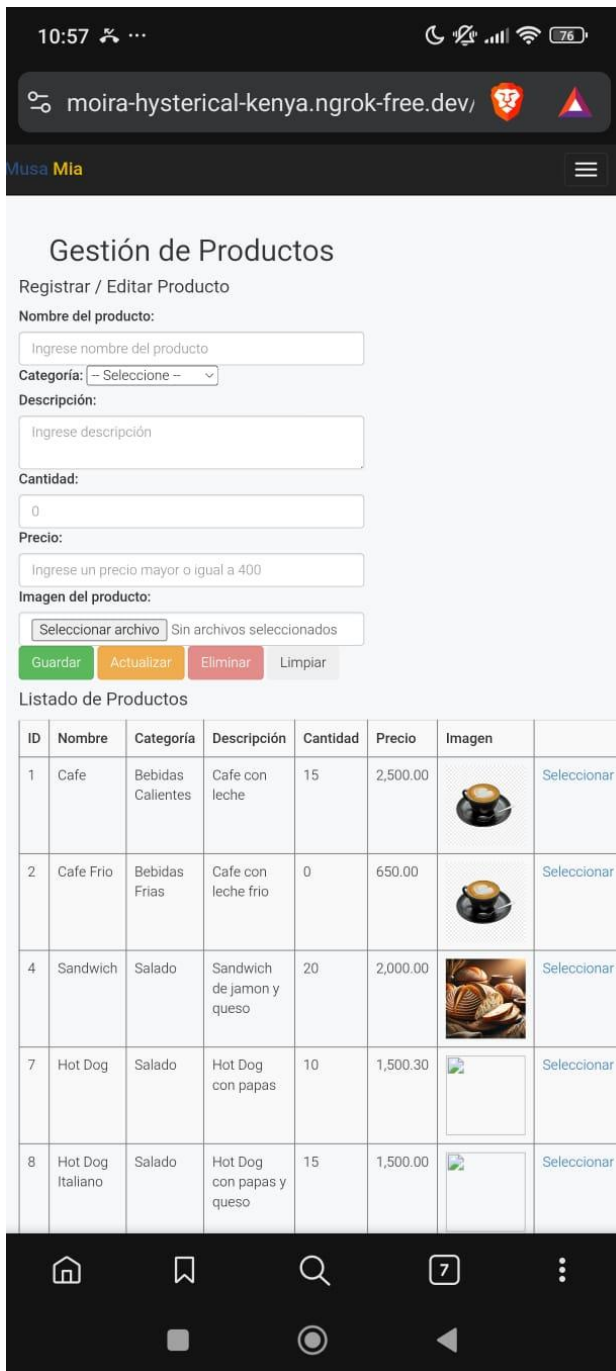 10:57 ...
76
moira-hysterical-kenya.ngrok-free.dev/
Musa Mia
Gestión de Productos
Registrar / Editar Producto
Nombre del producto:
Ingrese nombre del producto
Categoría: -- Seleccione --
Descripción:
Ingrese descripción
Cantidad:
0
Precio:
Ingrese un precio mayor o igual a 400
Imagen del producto:
Seleccionar archivo Sin archivos seleccionados
Guardar Actualizar Eliminar Limpiar
Listado de Productos
ID Nombre Categoría Descripción Cantidad Precio Imagen
1 Cafe Bebidas Cafe con 15 2,500.00 Seleccionar
Calientes leche
2 Cafe Frio Bebidas Cafe con 0 650.00 Seleccionar
Frias leche frio
4 Sandwich Salado Sandwich 20 2,000.00 Seleccionar
de jamon y
queso
7 Hot Dog Salado Hot Dog 10 1,500.30 Seleccionar
con papas
8 Hot Dog Salado Hot Dog 15 1,500.00 Seleccionar
Italiano con papas y
queso
7